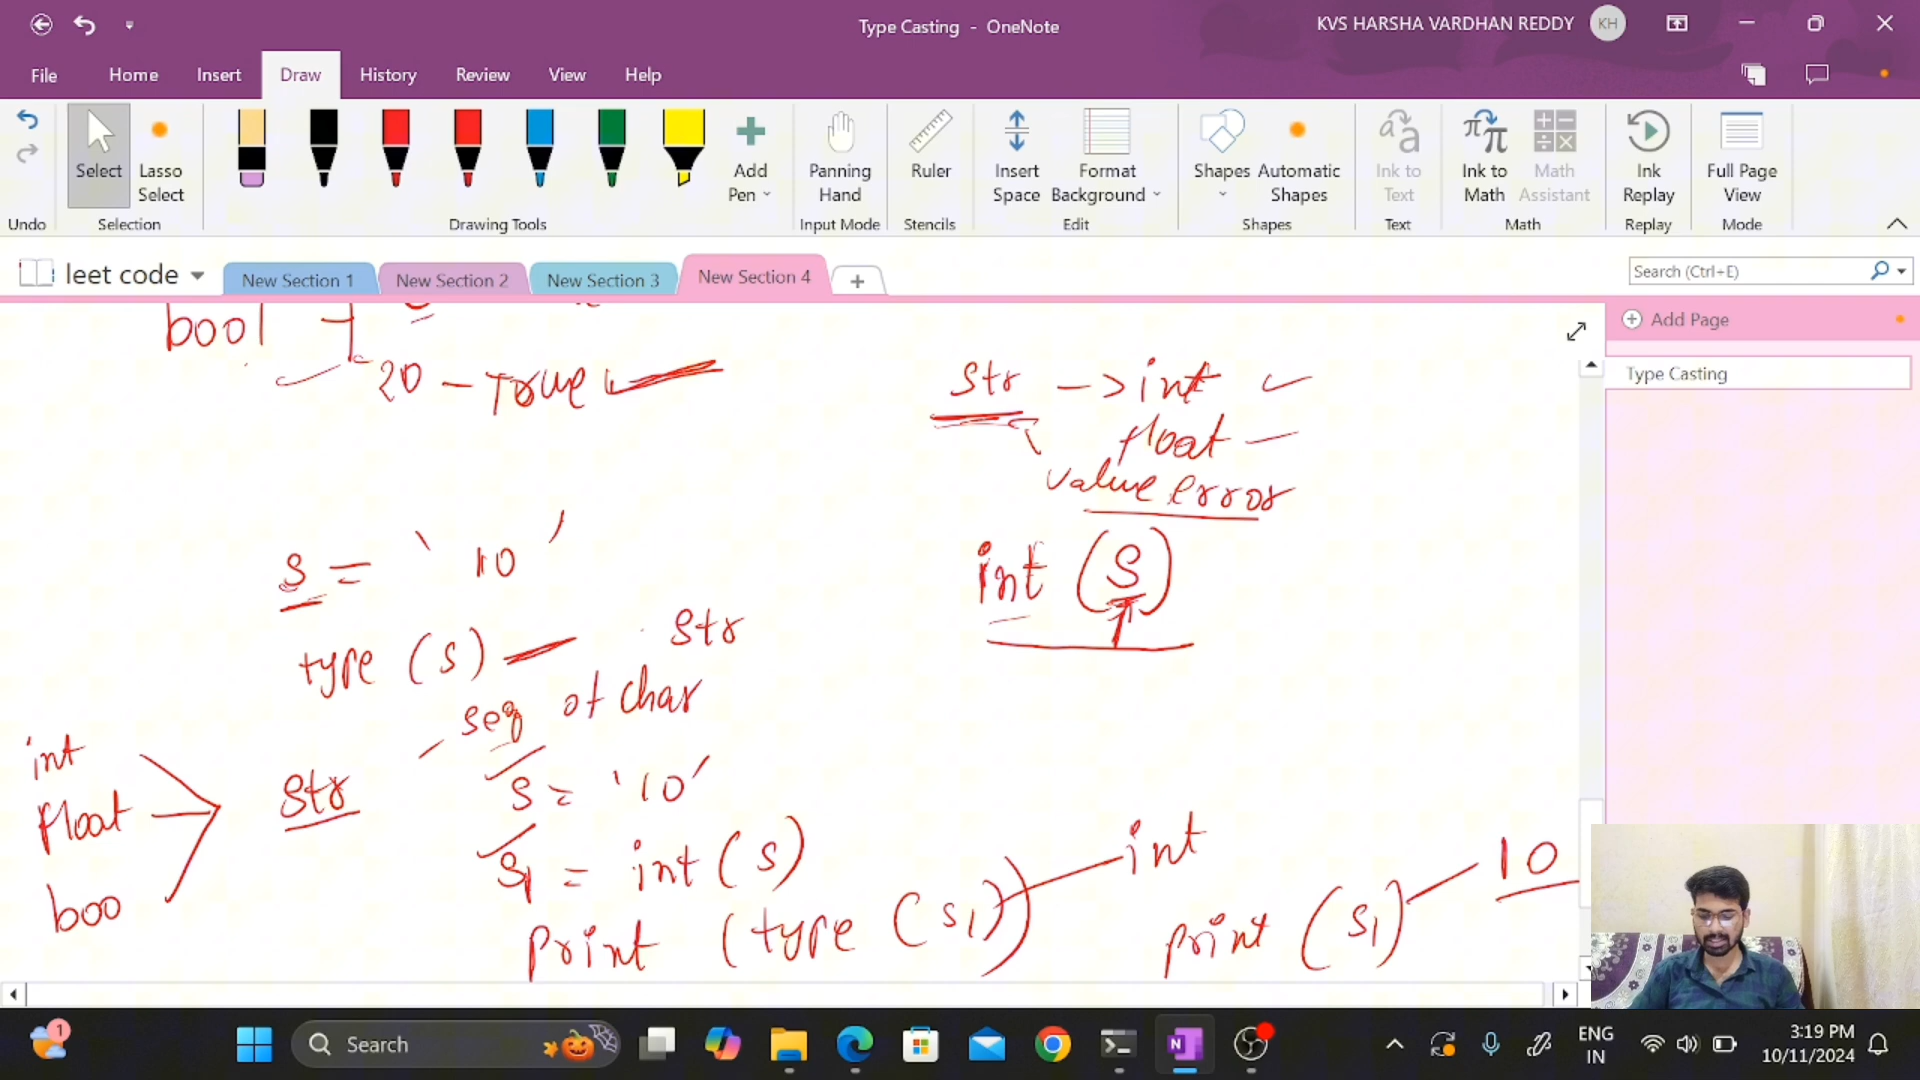 Type Casting - OneNote
KVS HARSHA VARDHAN REDDY KH
File Home Insert Draw History Review View Help
Select
Lasso Select
Add Pen
Panning Hand
Ruler
Insert Space
Format Background
Shapes
Automatic Shapes
Ink to Text
Ink to Math
Math Assistant
Ink Replay
Full Page View
Undo Selection Drawing Tools Input Mode Stencils Edit Shapes Text Math Replay Mode
leet code New Section 1 New Section 2 New Section 3 New Section 4
Search (Ctrl+E)
Add Page
Type Casting
bool
20 - True
str -> int
float
value error
s = '10'
int (s)
type (s) - str
seq of char
int
float
boo
str
s = '10'
s1 = int(s)
int
print (type (s1))
print (s1) 10
1
Search
ENG
IN
3:19 PM
10/11/2024